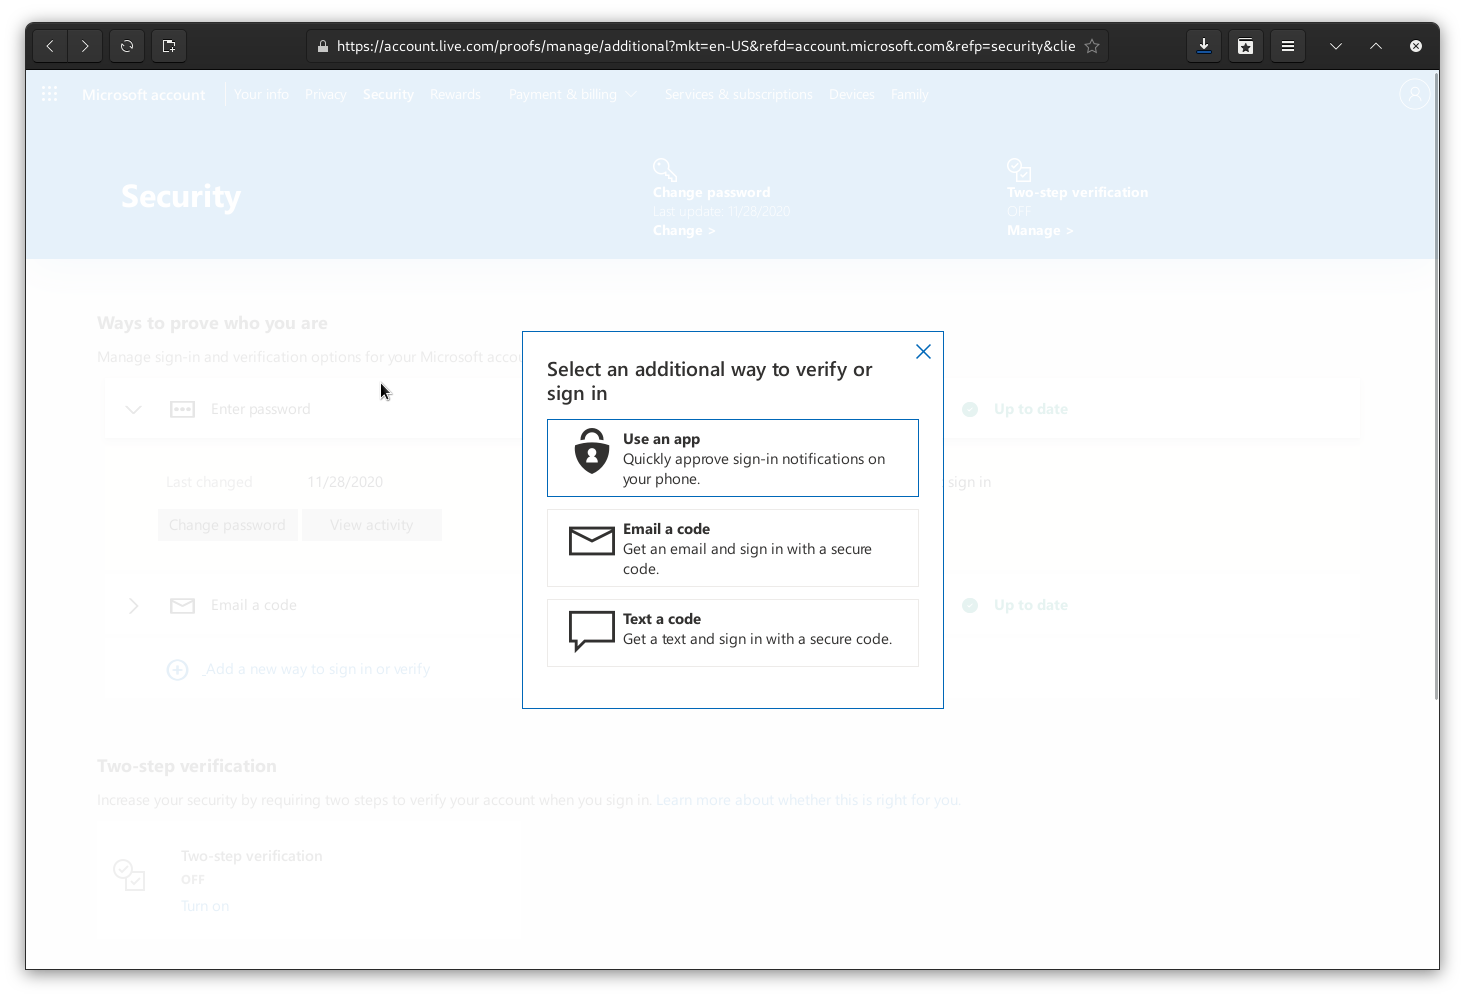 https://account.live.com/proofs/manage/additional?mkt=en-US&refd=account.microsoft.com&refp=security&clie
Microsoft account
Your info
Privacy
Security
Rewards
Payment & billing
Services & subscriptions
Devices
Family
Security
Change password
Last update: 11/28/2020
Change >
Two-step verification
OFF
Manage >
Ways to prove who you are
Manage sign-in and verification options for your Microsoft accou
Enter password
Up to date
Last changed
11/28/2020
sign in
Change password
View activity
Email a code
Up to date
Add a new way to sign in or verify
Select an additional way to verify or
sign in
Use an app
Quickly approve sign-in notifications on
your phone.
Email a code
Get an email and sign in with a secure
code.
Text a code
Get a text and sign in with a secure code.
Two-step verification
Increase your security by requiring two steps to verify your account when you sign in. Learn more about whether this is right for you.
Two-step verification
OFF
Turn on